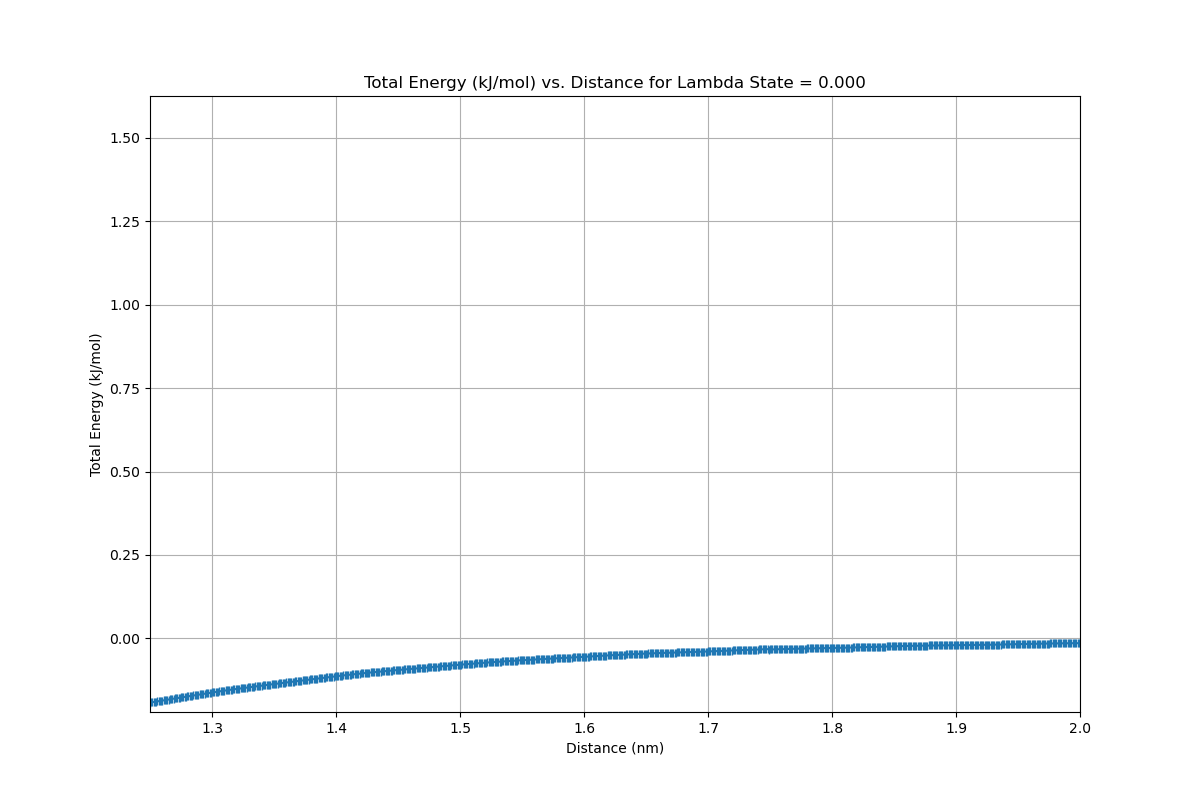 Total Energy (kJ/mol) vs. Distance for Lambda State = 0.000
1.50
1.25
1.00
0.75
0.50
0.25
0.00
Total Energy (kJ/mol)
1.3 1.4 1.5 1.6 1.7 1.8 1.9 2.0
Distance (nm)